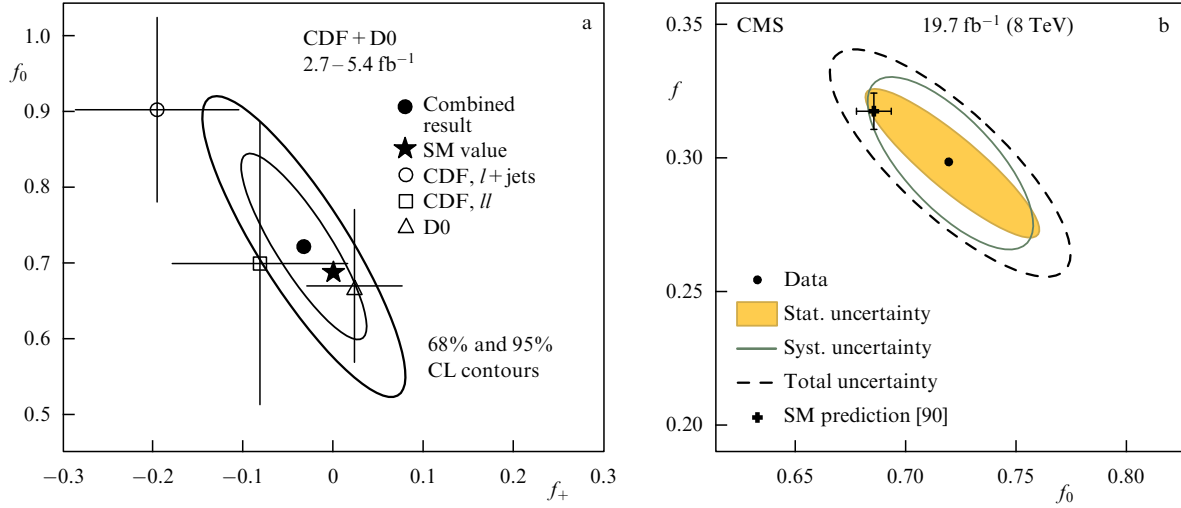 a
CDF + D0
2.7 – 5.4 fb⁻¹
f₀
1.0
0.9
0.8
0.7
0.6
0.5
Combined
result
SM value
CDF, l + jets
CDF, ll
D0
68% and 95%
CL contours
−0.3
−0.2
−0.1
0
0.1
0.2
0.3
f₊
CMS
19.7 fb⁻¹ (8 TeV)
b
f
0.35
0.30
0.25
0.20
Data
Stat. uncertainty
Syst. uncertainty
Total uncertainty
SM prediction [90]
0.65
0.70
0.75
0.80
f₀